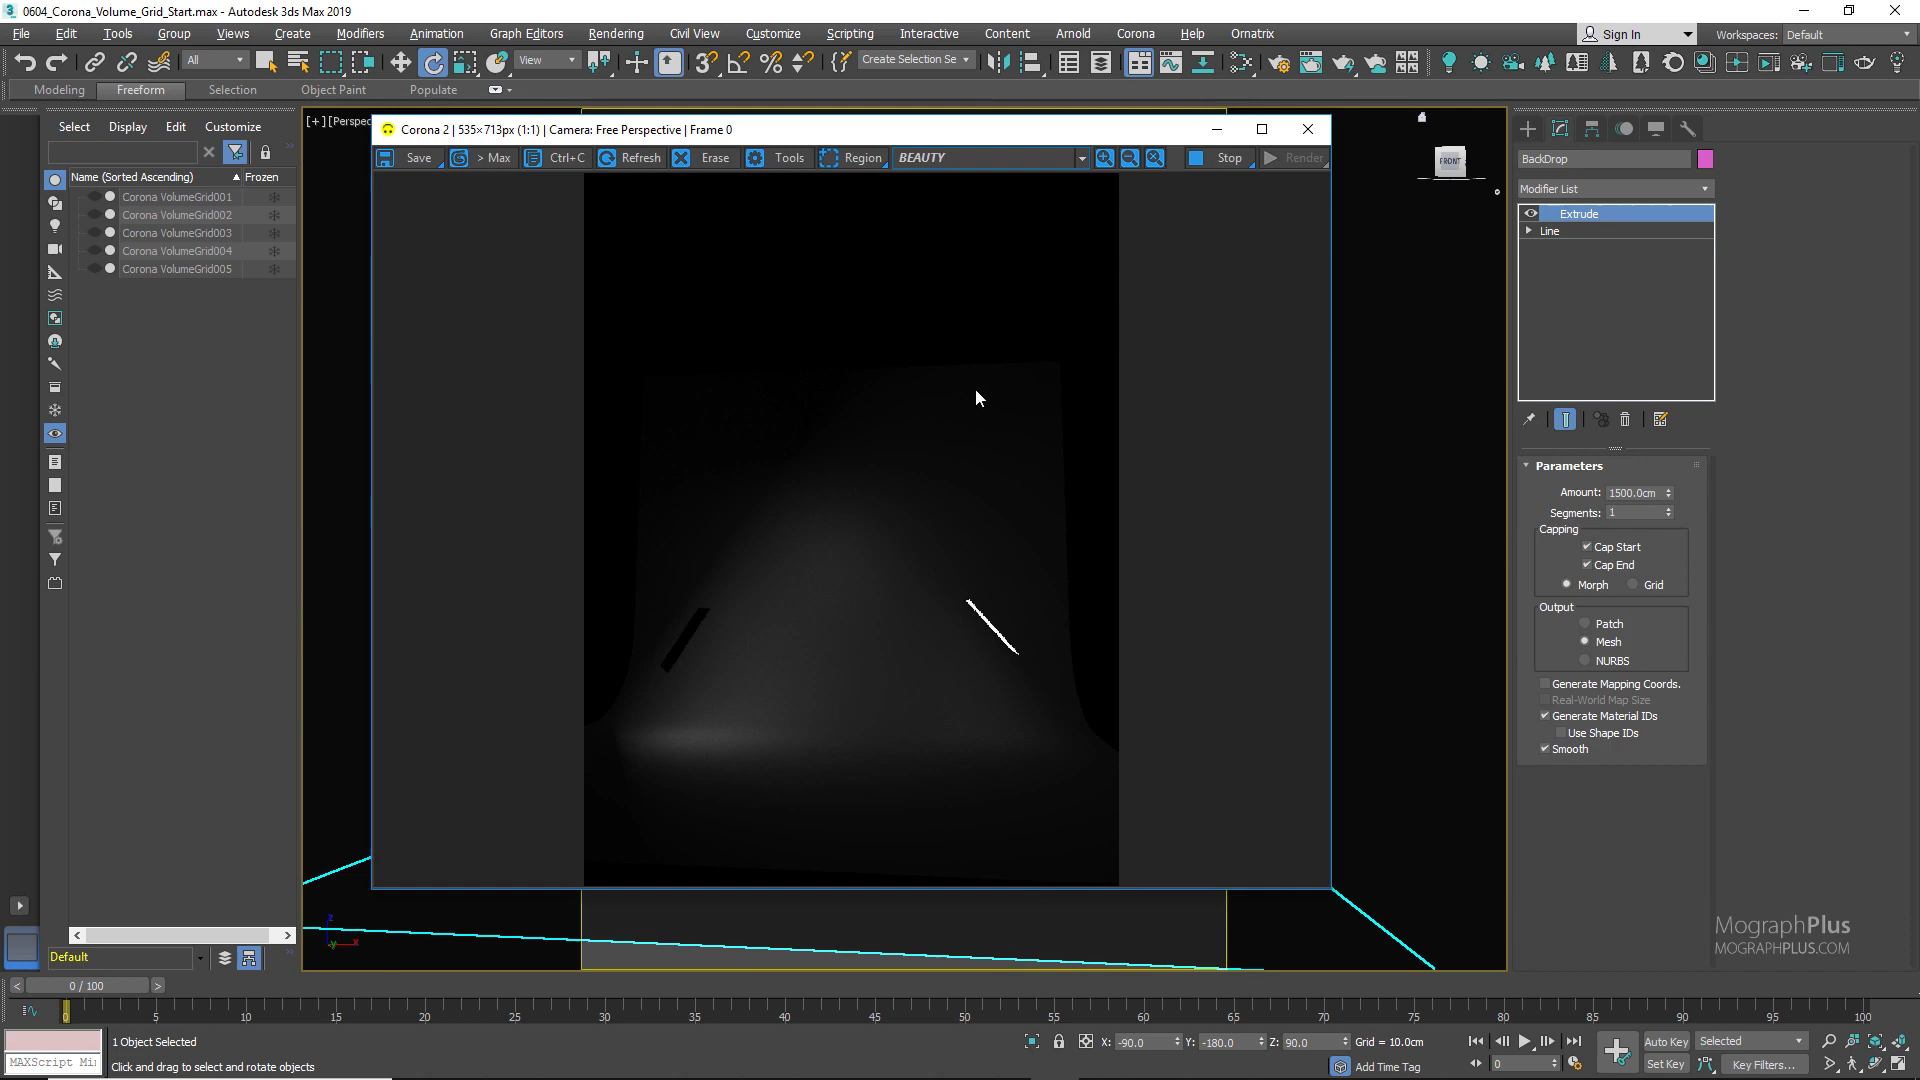 0604_Corona_Volume_Grid_Start.max - Autodesk 3ds Max 2019
File Edit Tools Group Views Create Modifiers Animation Graph Editors Rendering Civil View Customize Scripting Interactive Content Arnold Corona Help Ornatrix Sign In Workspaces: Default
All View Create Selection Se
Modeling Freeform Selection Object Paint Populate
Select Display Edit Customize
[+][Perspec
Corona 2 | 535×713px (1:1) | Camera: Free Perspective | Frame 0
Save > Max Ctrl+C Refresh Erase Tools Region BEAUTY Stop Render
FRONT
BackDrop
Name (Sorted Ascending) Frozen
Modifier List
Corona VolumeGrid001
Corona VolumeGrid002
Corona VolumeGrid003
Corona VolumeGrid004
Corona VolumeGrid005
Extrude
Line
Parameters
Amount: 1500.0cm
Segments: 1
Capping
Cap Start
Cap End
Morph Grid
Output
Patch
Mesh
NURBS
Generate Mapping Coords.
Real-World Map Size
Generate Material IDs
Use Shape IDs
Smooth
z
x
y
MographPlus
MOGRAPHPLUS.COM
Default
0 / 100
0 5 10 15 20 25 30 35 40 45 50 55 60 65 70 75 80 85 90 95 100
1 Object Selected
X: -90.0 Y: -180.0 Z: 90.0 Grid = 10.0cm
Auto Key Selected
MAXScript Mi
Click and drag to select and rotate objects
Add Time Tag
0
Set Key Key Filters...